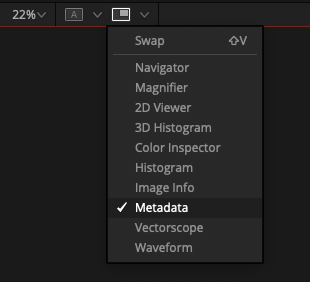 22%
A
Swap ⇧V
Navigator
Magnifier
2D Viewer
3D Histogram
Color Inspector
Histogram
Image Info
✓ Metadata
Vectorscope
Waveform